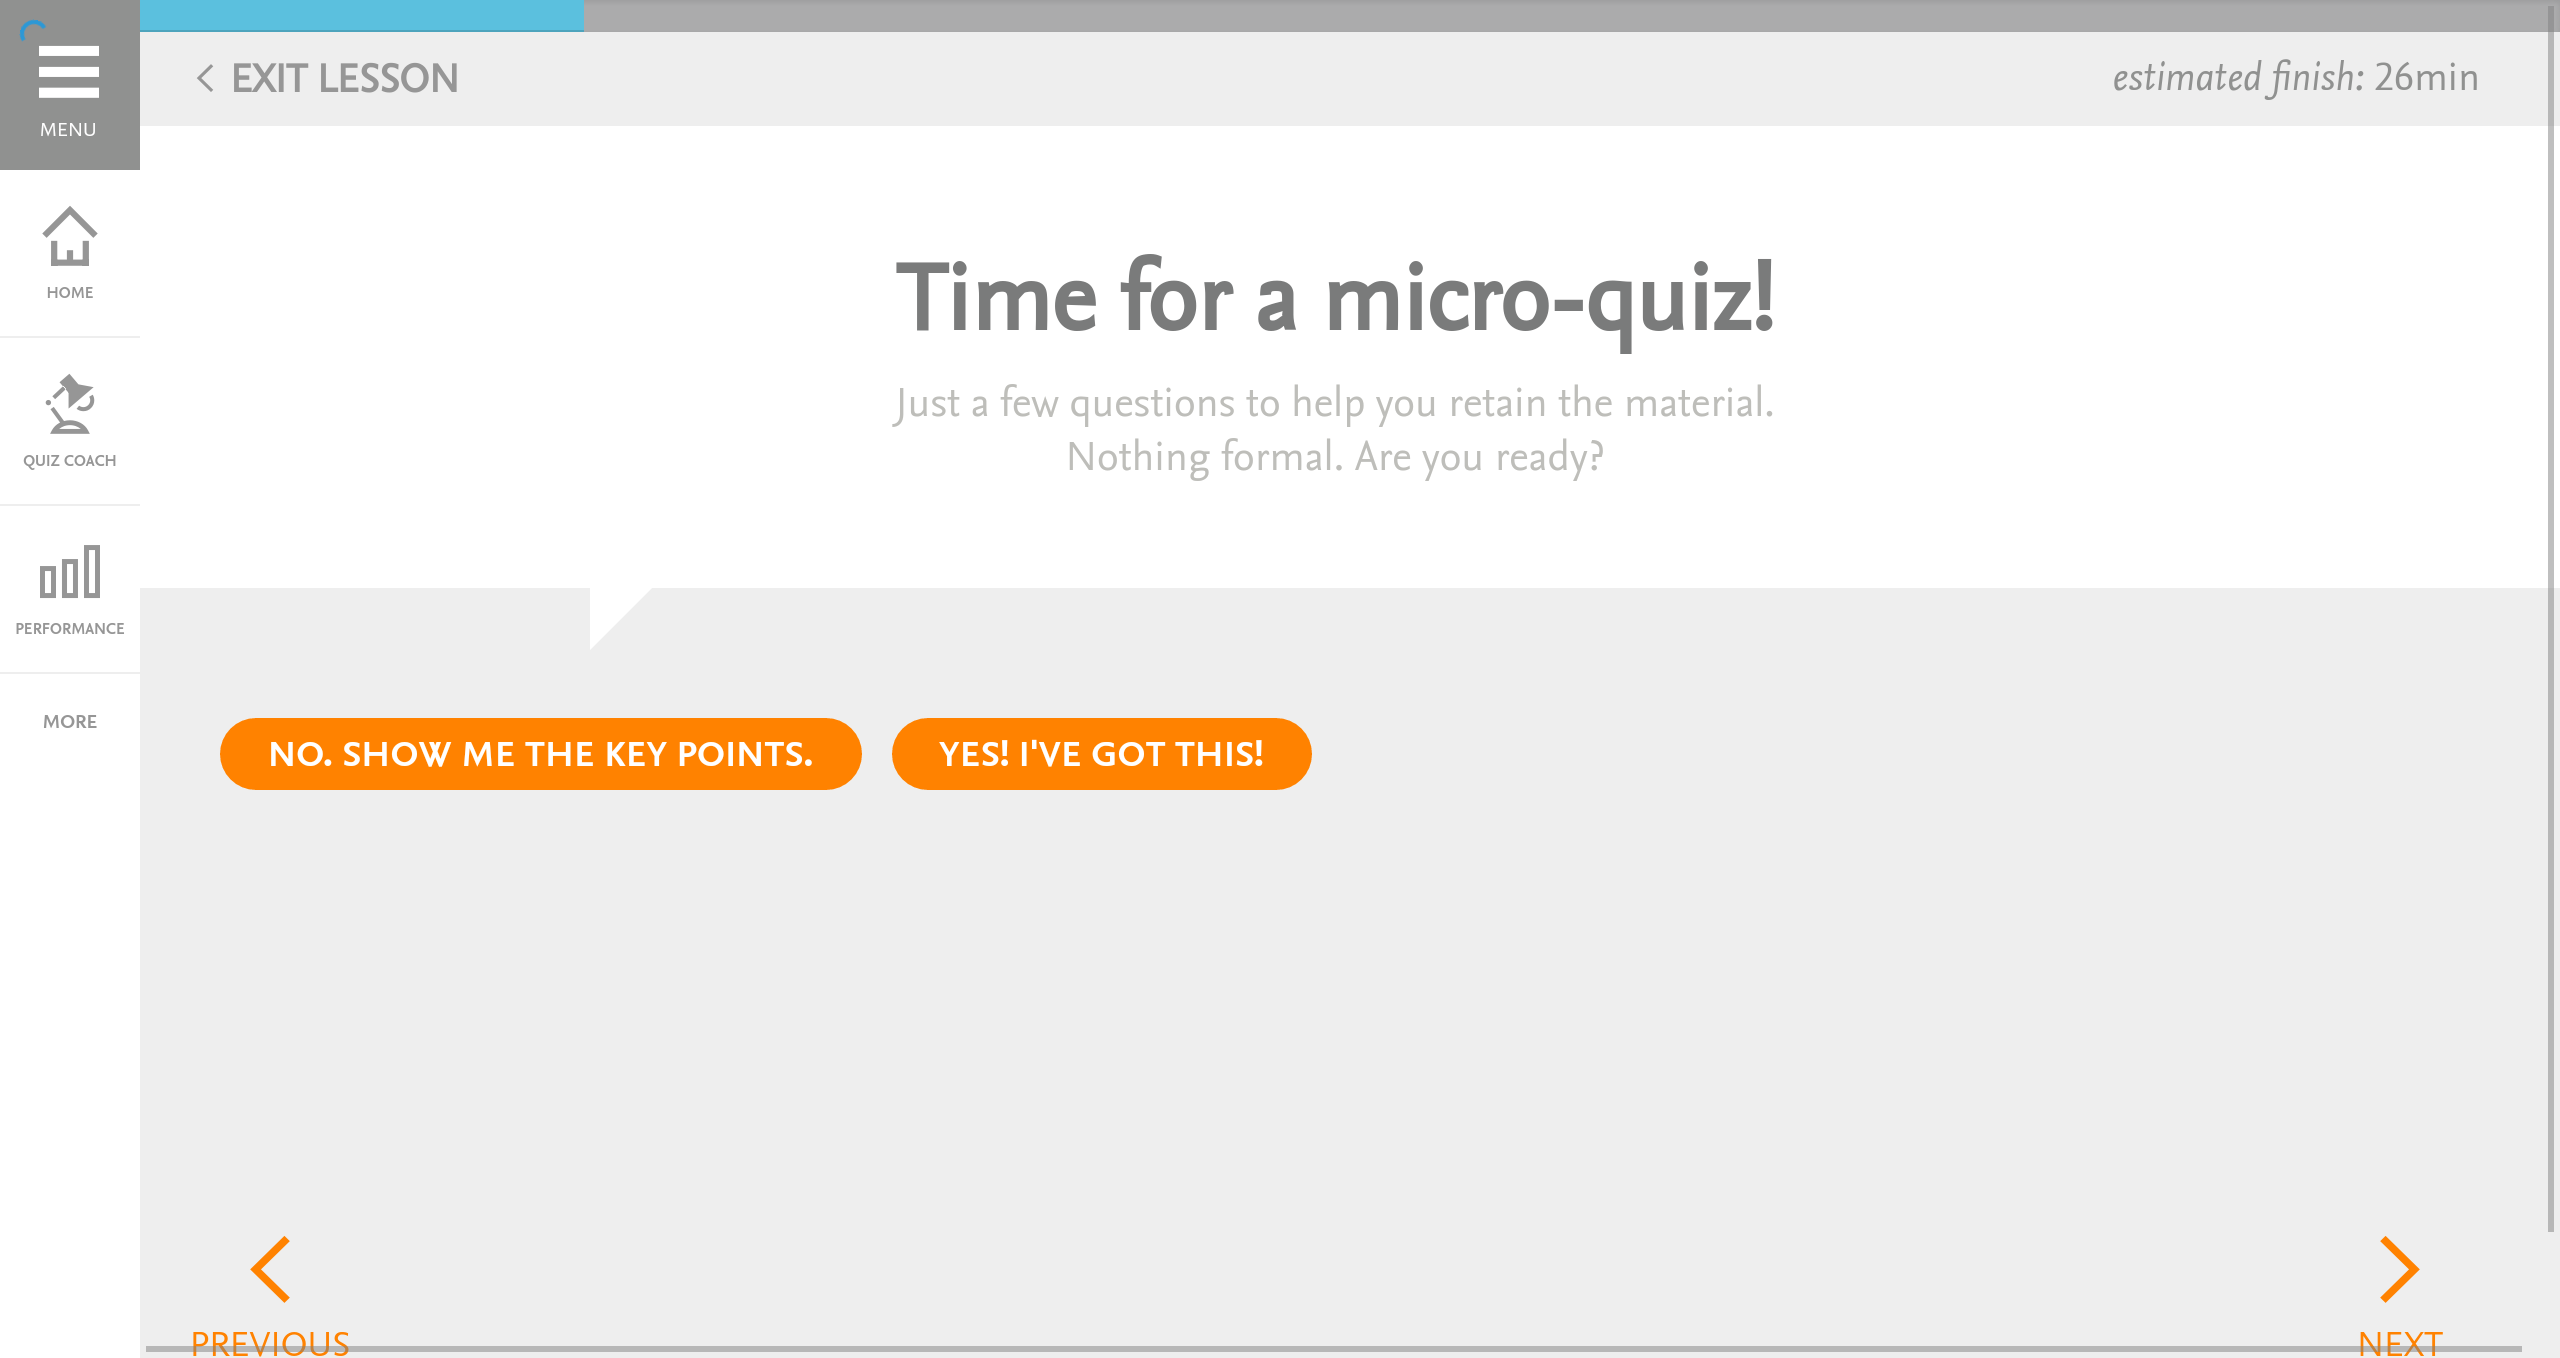 MENU
EXIT LESSON
estimated finish: 26min
HOME
QUIZ COACH
PERFORMANCE
MORE
Time for a micro-quiz!
Just a few questions to help you retain the material.
Nothing formal. Are you ready?
NO. SHOW ME THE KEY POINTS.
YES! I'VE GOT THIS!
PREVIOUS
NEXT